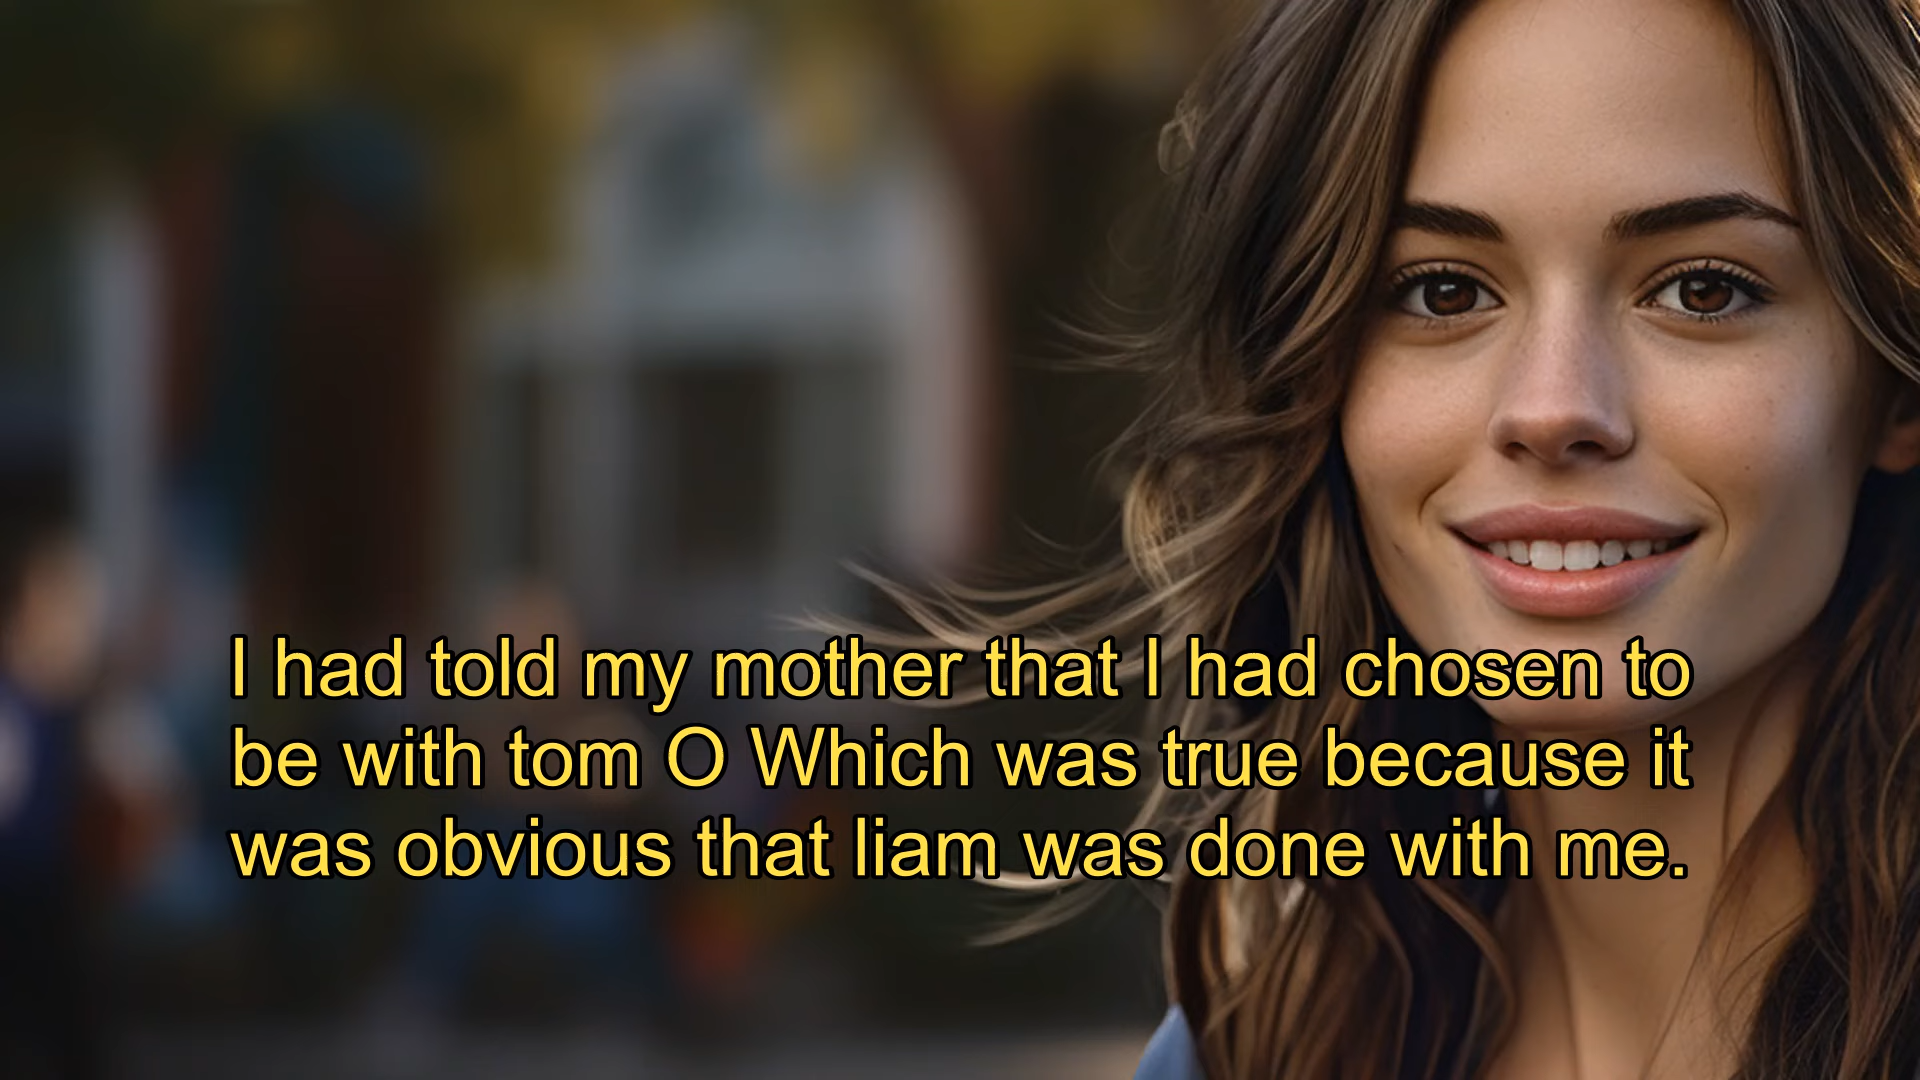 I had told my mother that I had chosen to
be with tom O Which was true because it
was obvious that liam was done with me.